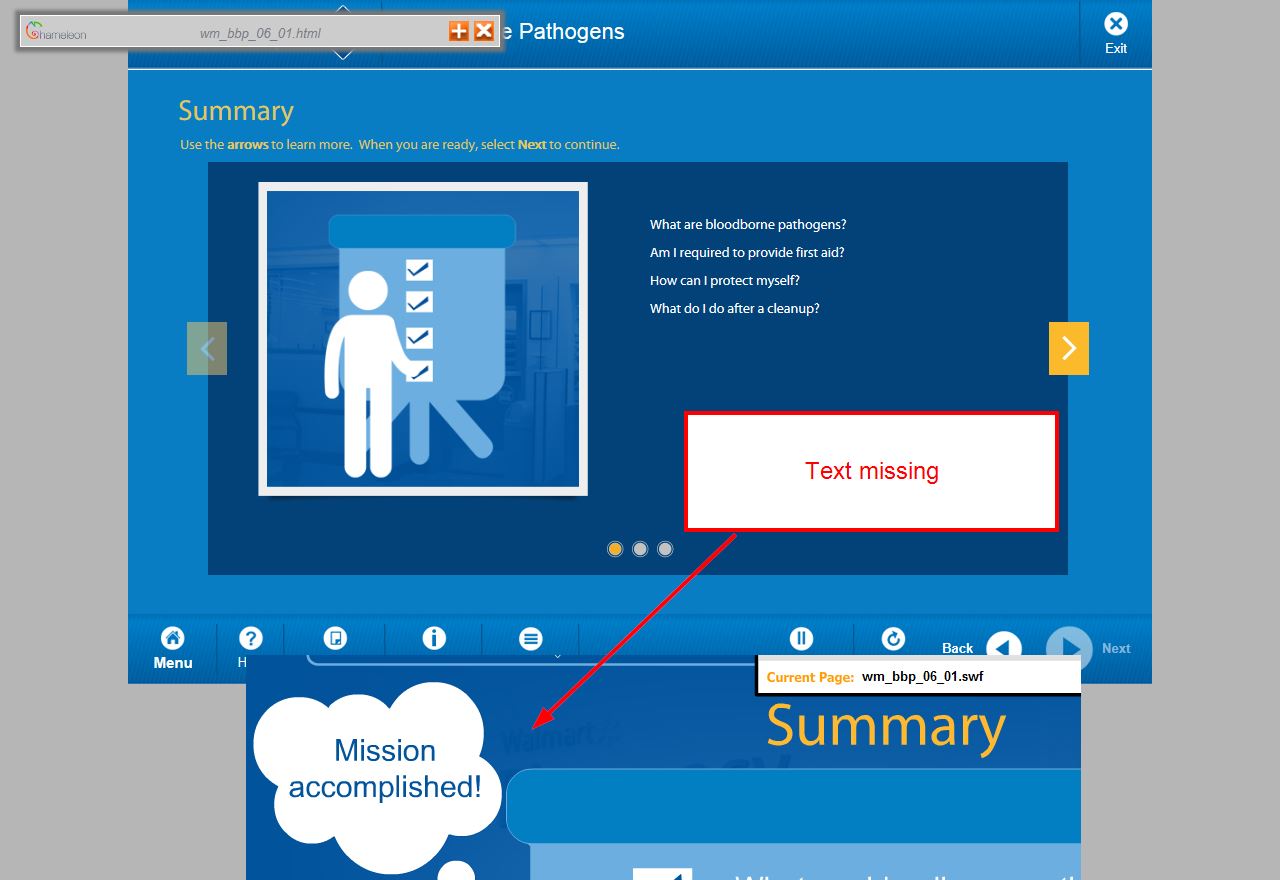 Chameleon
wm_bbp_06_01.html
e Pathogens
Exit
Summary
Use the arrows to learn more. When you are ready, select Next to continue.
What are bloodborne pathogens?
Am I required to provide first aid?
How can I protect myself?
What do I do after a cleanup?
Text missing
Menu
H
Back
Next
Current Page: wm_bbp_06_01.swf
Walmart
Summary
Mission
accomplished!